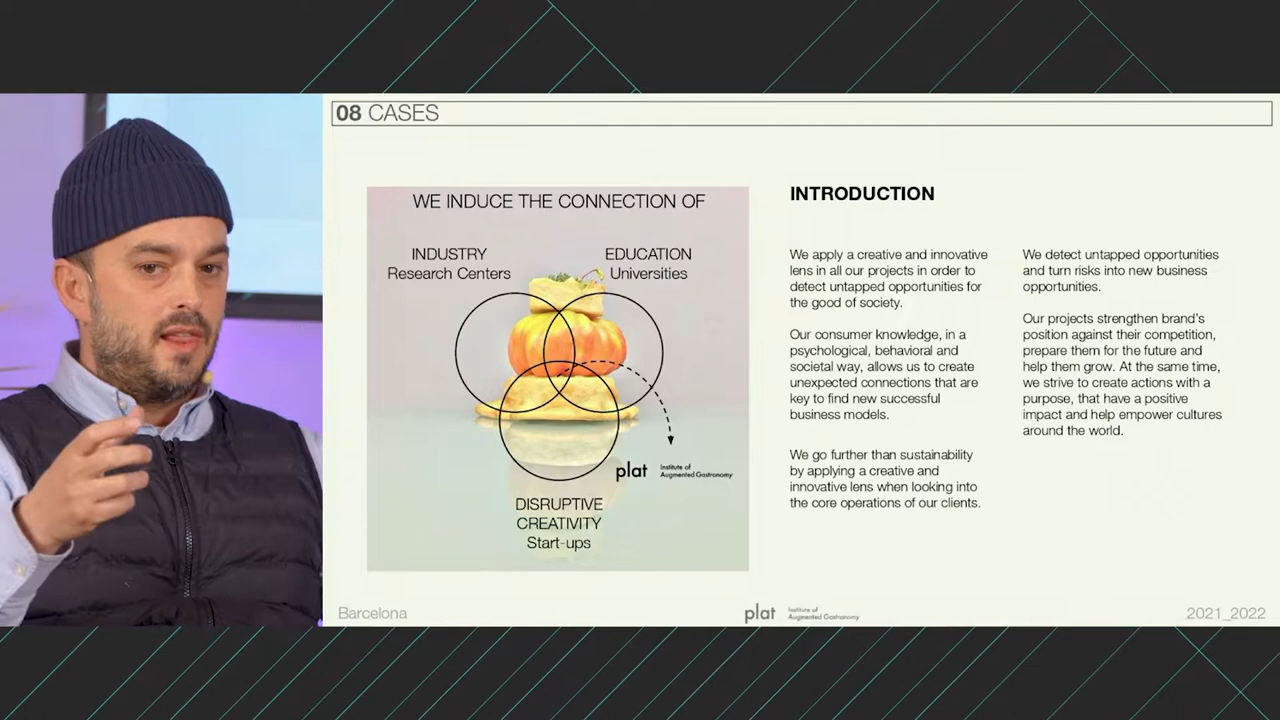 08 CASES
WE INDUCE THE CONNECTION OF
INDUSTRY
Research Centers
EDUCATION
Universities
plat Institute of
Augmented Gastronomy
DISRUPTIVE
CREATIVITY
Start-ups
INTRODUCTION
We apply a creative and innovative
lens in all our projects in order to
detect untapped opportunities for
the good of society.
Our consumer knowledge, in a
psychological, behavioral and
societal way, allows us to create
unexpected connections that are
key to find new successful
business models.
We go further than sustainability
by applying a creative and
innovative lens when looking into
the core operations of our clients.
We detect untapped opportunities
and turn risks into new business
opportunities.
Our projects strengthen brand's
position against their competition,
prepare them for the future and
help them grow. At the same time,
we strive to create actions with a
purpose, that have a positive
impact and help empower cultures
around the world.
Barcelona
plat Institute of
Augmented Gastronomy
2021_2022